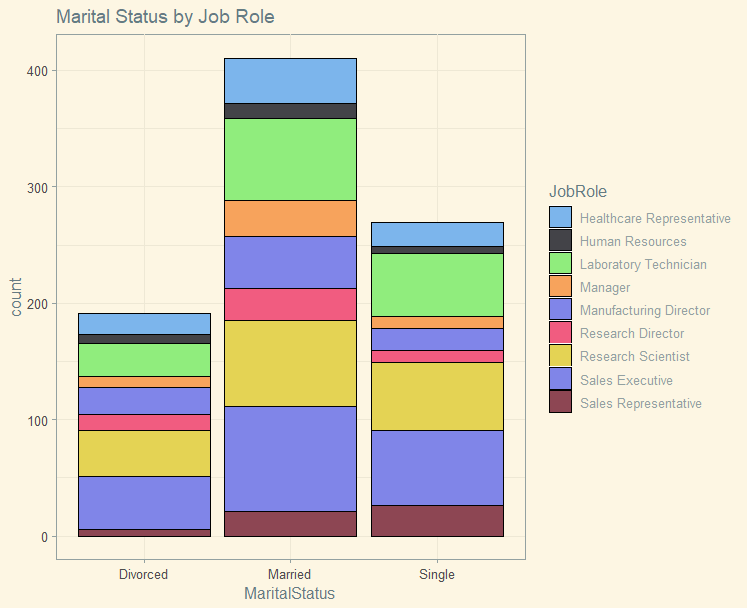 Marital Status by Job Role
400
300
200
100
0
count
Divorced Married Single
MaritalStatus
JobRole
Healthcare Representative
Human Resources
Laboratory Technician
Manager
Manufacturing Director
Research Director
Research Scientist
Sales Executive
Sales Representative